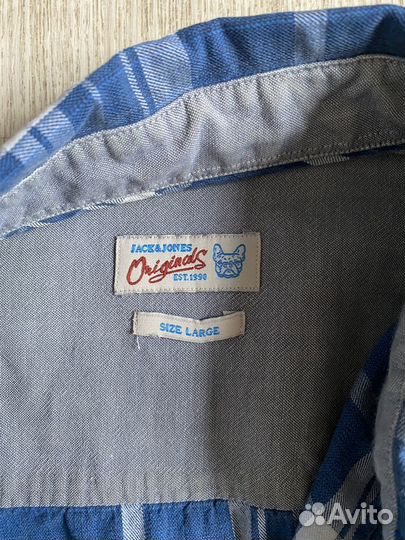 JACK&JONES
Originals
EST.1990
SIZE LARGE
Avito